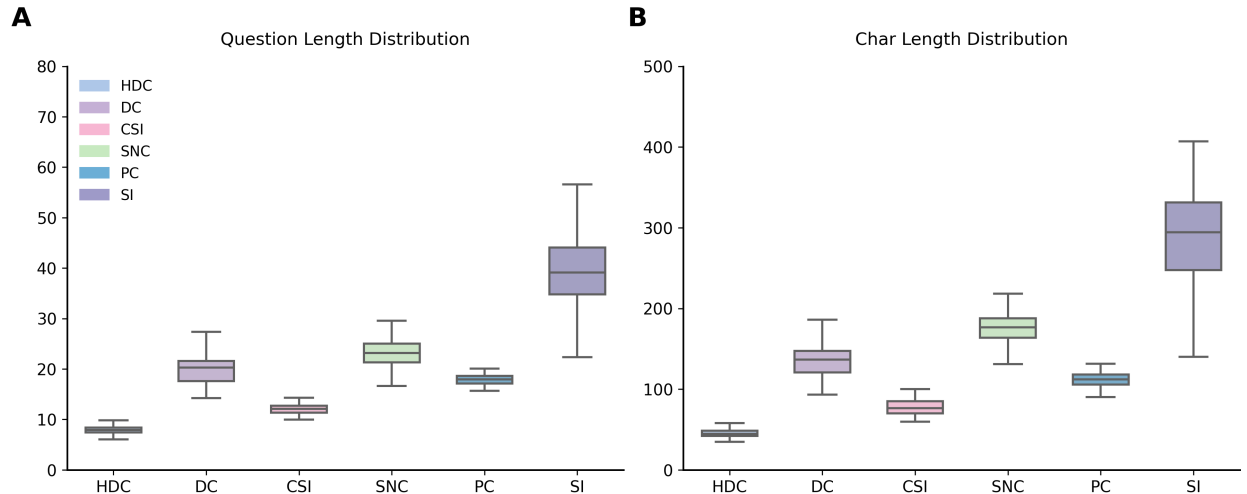 A
Question Length Distribution
80
70
60
50
40
30
20
10
0
HDC
DC
CSI
SNC
PC
SI
HDC DC CSI SNC PC SI
B
Char Length Distribution
500
400
300
200
100
0
HDC DC CSI SNC PC SI